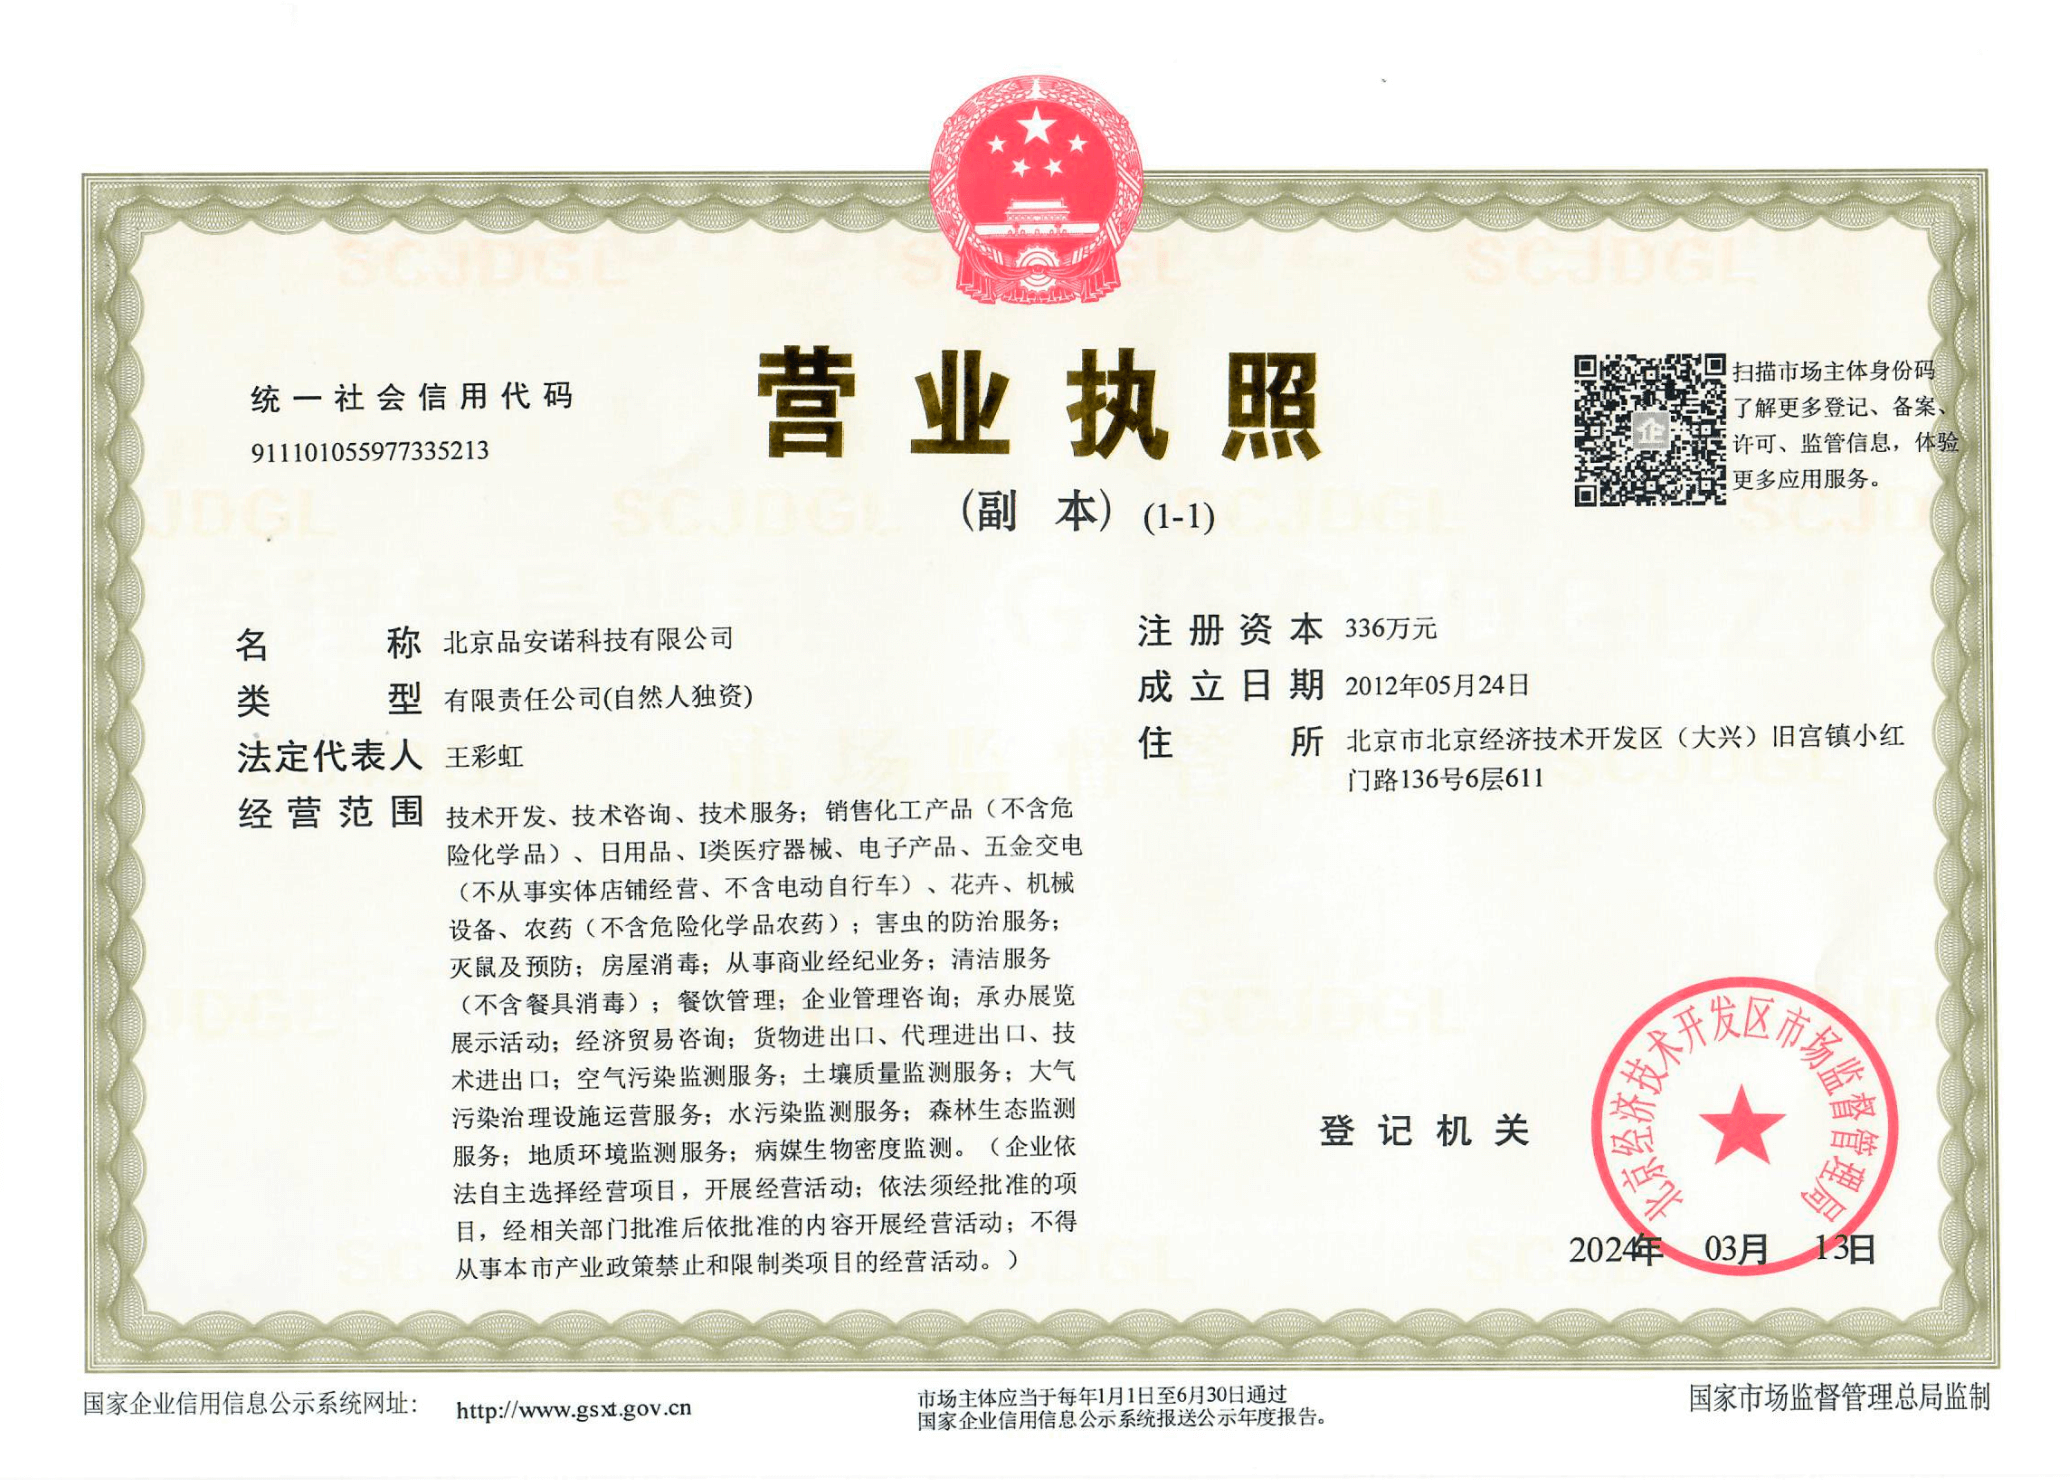 统一社会信用代码
911101055977335213
营业执照
（副 本）(1-1)
扫描市场主体身份码
了解更多登记、备案、
许可、监管信息，体验
更多应用服务。
名 称 北京品安诺科技有限公司
类 型 有限责任公司(自然人独资)
法定代表人 王彩虹
经营范围 技术开发、技术咨询、技术服务；销售化工产品（不含危
险化学品）、日用品、I类医疗器械、电子产品、五金交电
（不从事实体店铺经营、不含电动自行车）、花卉、机械
设备、农药（不含危险化学品农药）；害虫的防治服务；
灭鼠及预防；房屋消毒；从事商业经纪业务；清洁服务
（不含餐具消毒）；餐饮管理；企业管理咨询；承办展览
展示活动；经济贸易咨询；货物进出口、代理进出口、技
术进出口；空气污染监测服务；土壤质量监测服务；大气
污染治理设施运营服务；水污染监测服务；森林生态监测
服务；地质环境监测服务；病媒生物密度监测。（企业依
法自主选择经营项目，开展经营活动；依法须经批准的项
目，经相关部门批准后依批准的内容开展经营活动；不得
从事本市产业政策禁止和限制类项目的经营活动。）
注册资本 336万元
成立日期 2012年05月24日
住 所 北京市北京经济技术开发区（大兴）旧宫镇小红
门路136号6层611
登记机关
北京经济技术开发区市场监督管理局
2024年 03月 13日
国家企业信用信息公示系统网址： http://www.gsxt.gov.cn
市场主体应当于每年1月1日至6月30日通过
国家企业信用信息公示系统报送公示年度报告。
国家市场监督管理总局监制